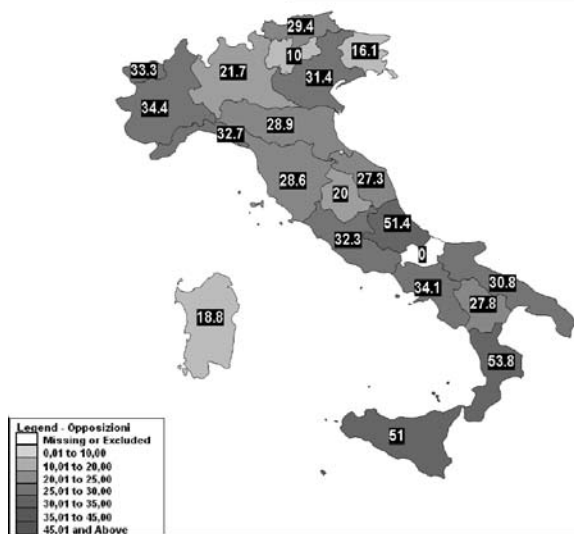 29.4
10
16.1
33.3
21.7
31.4
34.4
28.9
32.7
28.6
27.3
20
51.4
32.3
0
34.1
30.8
27.8
18.8
53.8
51
Legend - Opposizioni
Missing or Excluded
0,01 to 10,00
10,01 to 20,00
20,01 to 25,00
25,01 to 30,00
30,01 to 35,00
35,01 to 45,00
45,01 and Above